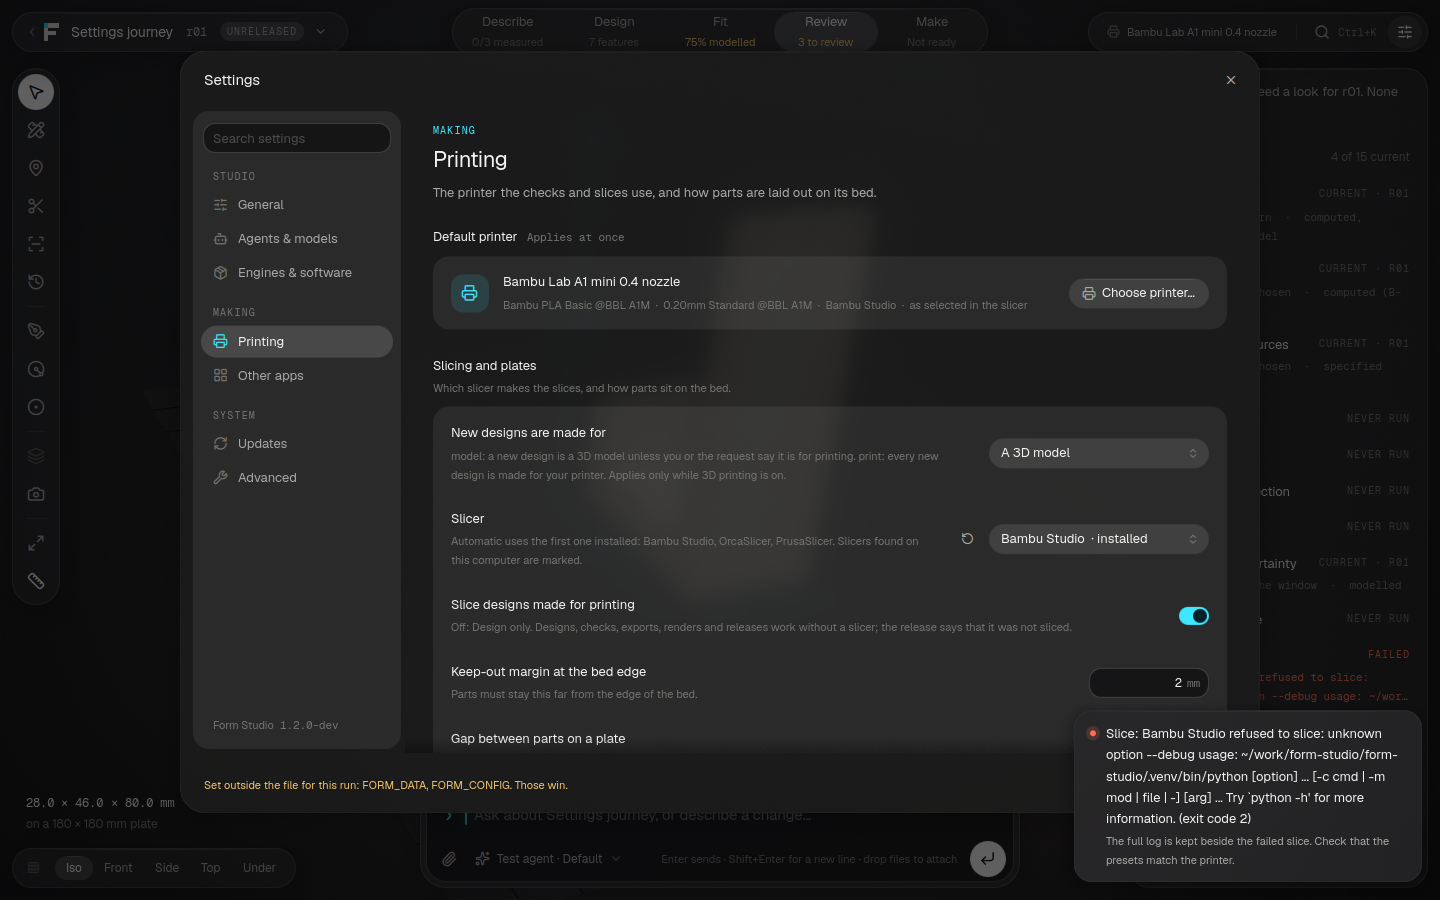 Settings journey r01 UNRELEASED
Describe
0/3 measured
Design
7 features
Fit
75% modelled
Review
3 to review
Make
Not ready
Bambu Lab A1 mini 0.4 nozzle
Ctrl+K
Settings
Search settings
STUDIO
General
Agents & models
Engines & software
MAKING
Printing
Other apps
SYSTEM
Updates
Advanced
Form Studio 1.2.0-dev
MAKING
Printing
The printer the checks and slices use, and how parts are laid out on its bed.
Default printer Applies at once
Bambu Lab A1 mini 0.4 nozzle
Bambu PLA Basic @BBL A1M · 0.20mm Standard @BBL A1M · Bambu Studio · as selected in the slicer
Choose printer...
Slicing and plates
Which slicer makes the slices, and how parts sit on the bed.
New designs are made for
model: a new design is a 3D model unless you or the request say it is for printing. print: every new
design is made for your printer. Applies only while 3D printing is on.
A 3D model
Slicer
Automatic uses the first one installed: Bambu Studio, OrcaSlicer, PrusaSlicer. Slicers found on
this computer are marked.
Bambu Studio · installed
Slice designs made for printing
Off: Design only. Designs, checks, exports, renders and releases work without a slicer; the release says that it was not sliced.
Keep-out margin at the bed edge
Parts must stay this far from the edge of the bed.
2 mm
Gap between parts on a plate
Set outside the file for this run: FORM_DATA, FORM_CONFIG. Those win.
eed a look for r01. None
4 of 15 current
CURRENT · R01
· computed,
CURRENT · R01
hosen · computed (B-
CURRENT · R01
hosen · specified
NEVER RUN
NEVER RUN
ction NEVER RUN
NEVER RUN
rtainty CURRENT · R01
he window · modelled
NEVER RUN
FAILED
refused to slice:
n --debug usage: ~/wor…
Slice: Bambu Studio refused to slice: unknown
option --debug usage: ~/work/form-studio/form-
studio/.venv/bin/python [option] ... [-c cmd | -m
mod | file | -] [arg] ... Try `python -h' for more
information. (exit code 2)
The full log is kept beside the failed slice. Check that the
presets match the printer.
28.0 × 46.0 × 80.0 mm
on a 180 × 180 mm plate
Iso Front Side Top Under
Ask about Settings journey, or describe a change...
Test agent · Default
Enter sends · Shift+Enter for a new line · drop files to attach